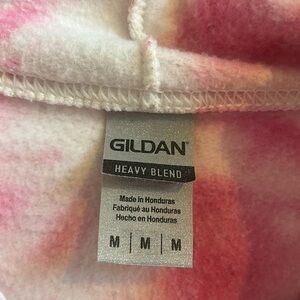 GILDAN
HEAVY BLEND
Made in Honduras
Fabriqué au Honduras
Hecho en Honduras
M | M | M